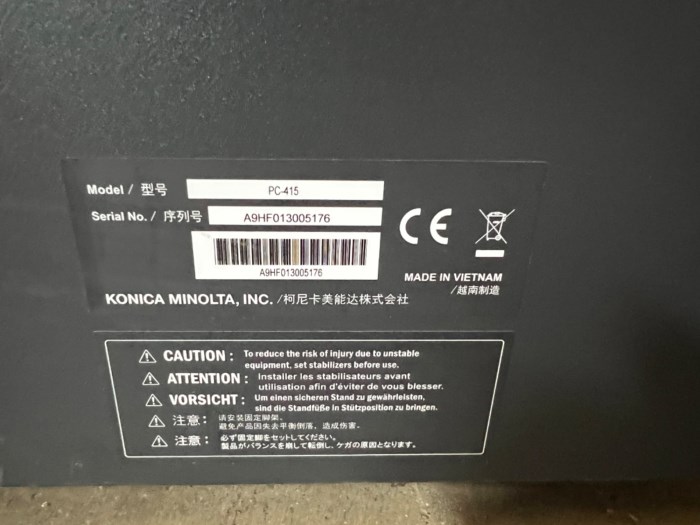 Model / 型号 PC-415
Serial No. / 序列号 A9HF013005176
A9HF013005176
CE
MADE IN VIETNAM
/越南制造
KONICA MINOLTA, INC. /柯尼卡美能达株式会社
CAUTION : To reduce the risk of injury due to unstable
equipment, set stabilizers before use.
ATTENTION : Installer les stabilisateurs avant
utilisation afin d'éviter de vous blesser.
VORSICHT : Um einen sicheren Stand zu gewährleisten,
sind die Standfüße in Stützposition zu bringen.
注意: 请安装固定脚架。
避免产品因失去平衡倒落，造成伤害。
注意: 必ず固定脚をセットしてください。
製品がバランスを崩して転倒し、ケガの原因となります。